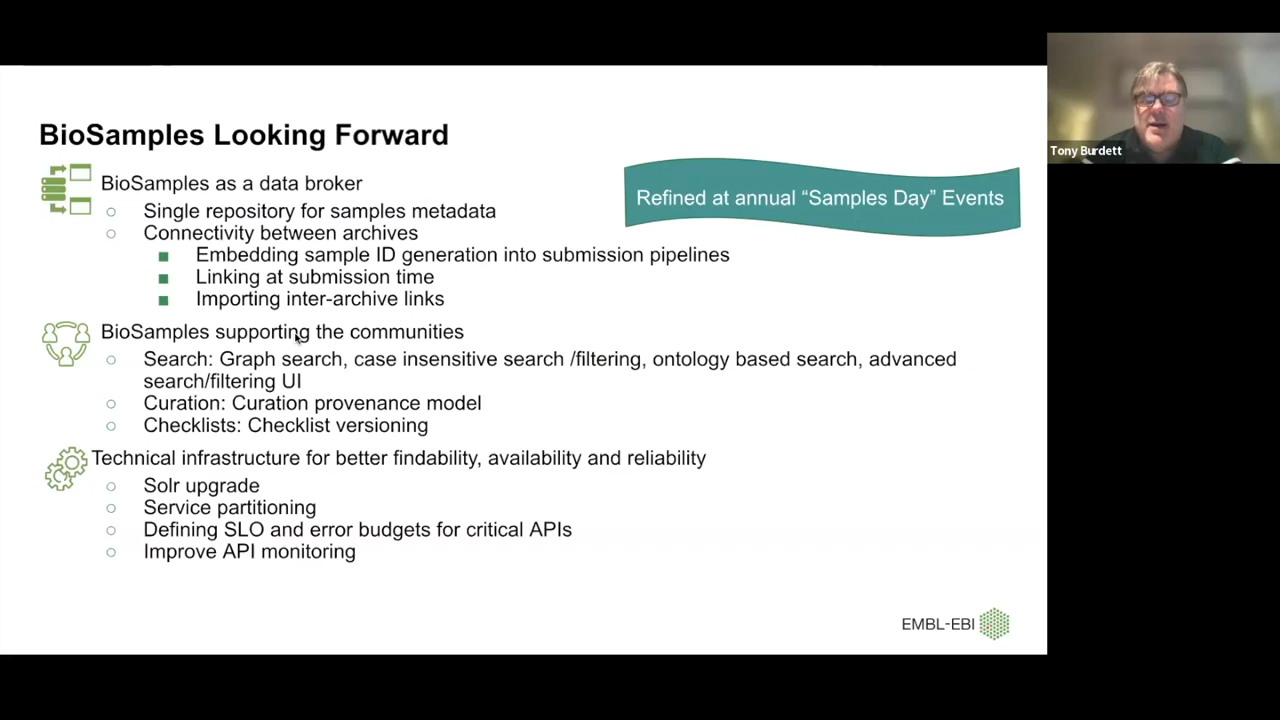 BioSamples Looking Forward
BioSamples as a data broker
Refined at annual “Samples Day” Events
Single repository for samples metadata
Connectivity between archives
Embedding sample ID generation into submission pipelines
Linking at submission time
Importing inter-archive links
BioSamples supporting the communities
Search: Graph search, case insensitive search /filtering, ontology based search, advanced
search/filtering UI
Curation: Curation provenance model
Checklists: Checklist versioning
Technical infrastructure for better findability, availability and reliability
Solr upgrade
Service partitioning
Defining SLO and error budgets for critical APIs
Improve API monitoring
EMBL-EBI
Tony Burdett